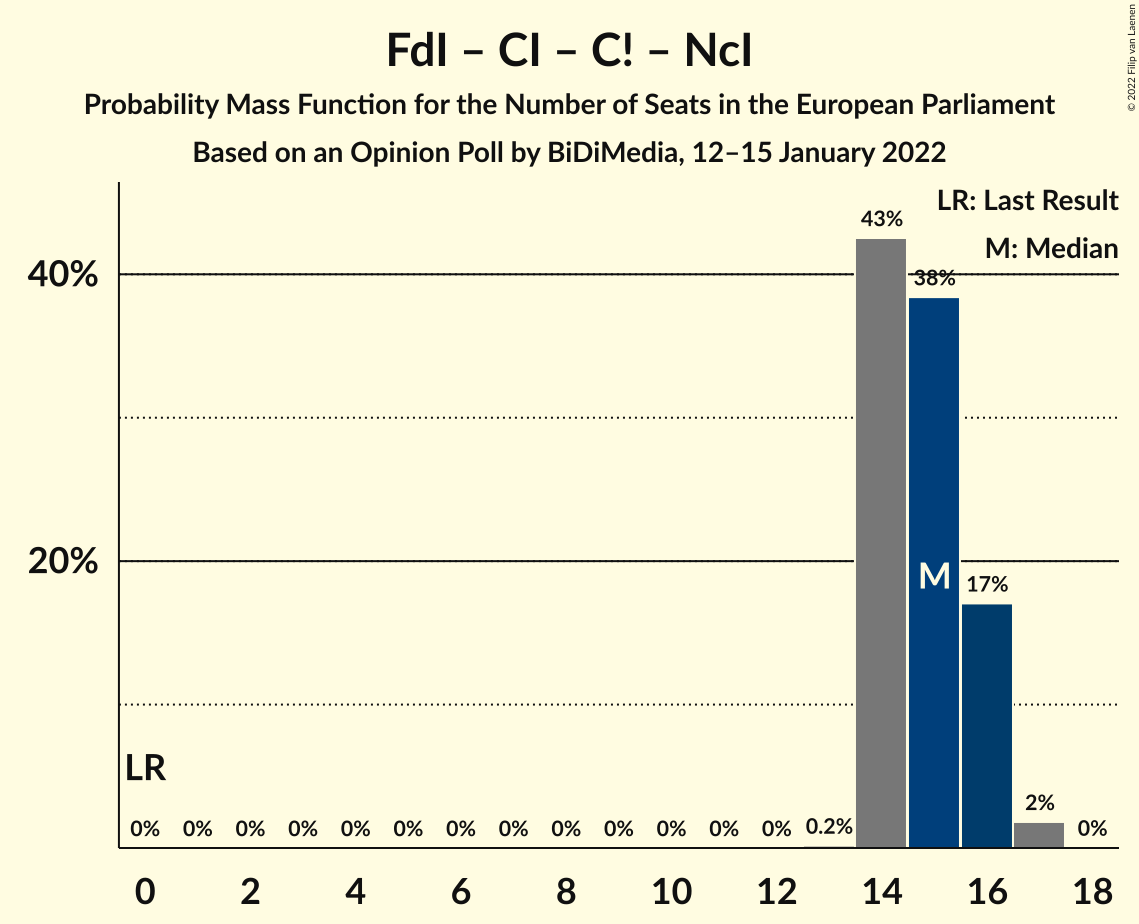 FdI – CI – C! – NcI
Probability Mass Function for the Number of Seats in the European Parliament
Based on an Opinion Poll by BiDiMedia, 12–15 January 2022
© 2022 Filip van Laenen
LR: Last Result
M: Median
43%
40%
38%
20%
M
17%
LR
0% 0% 0% 0% 0% 0% 0% 0% 0% 0% 0% 0% 0% 0.2% 2% 0%
0 2 4 6 8 10 12 14 16 18